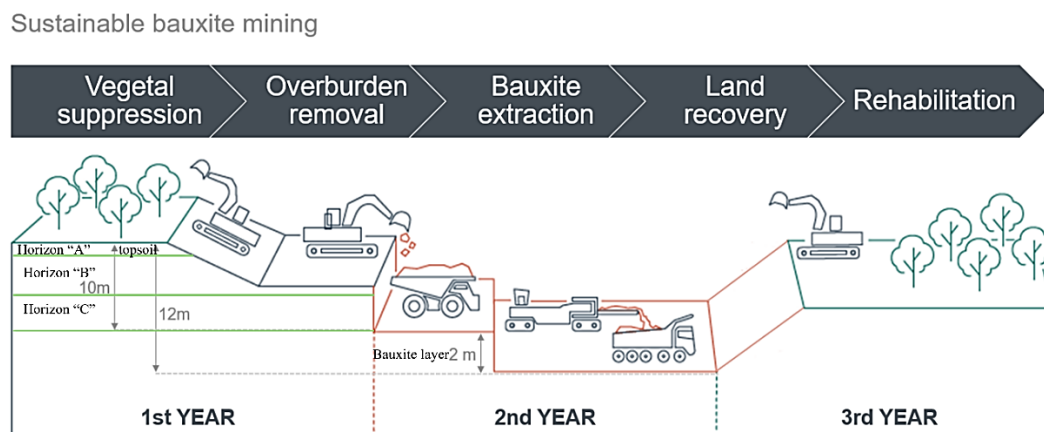 Sustainable bauxite mining
Vegetal
suppression
Overburden
removal
Bauxite
extraction
Land
recovery
Rehabilitation
Horizon “A”
topsoil
Horizon “B”
10m
Horizon “C”
12m
Bauxite layer
2 m
1st YEAR
2nd YEAR
3rd YEAR